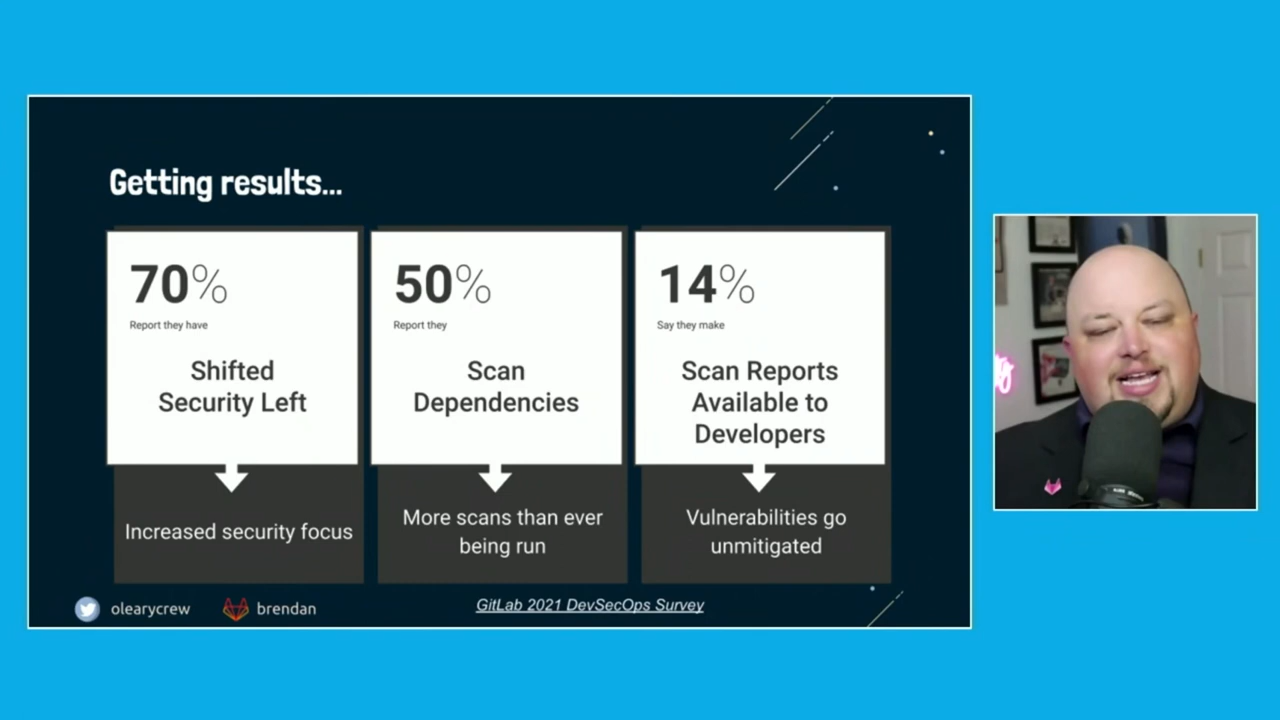 Getting results...
70%
Report they have
Shifted
Security Left
Increased security focus
50%
Report they
Scan
Dependencies
More scans than ever
being run
14%
Say they make
Scan Reports
Available to
Developers
Vulnerabilities go
unmitigated
olearycrew
brendan
GitLab 2021 DevSecOps Survey